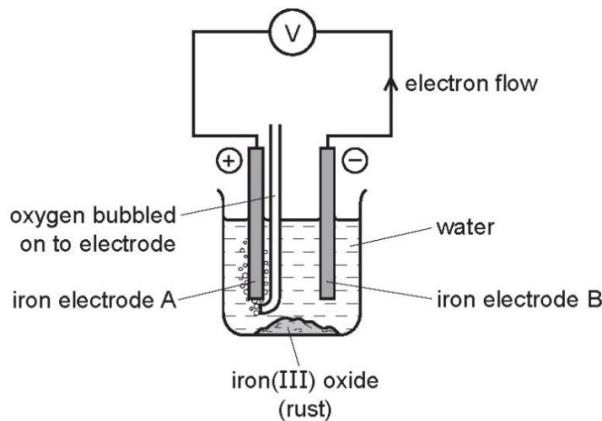 V
electron flow
+
−
oxygen bubbled
on to electrode
water
iron electrode A
iron electrode B
iron(III) oxide
(rust)